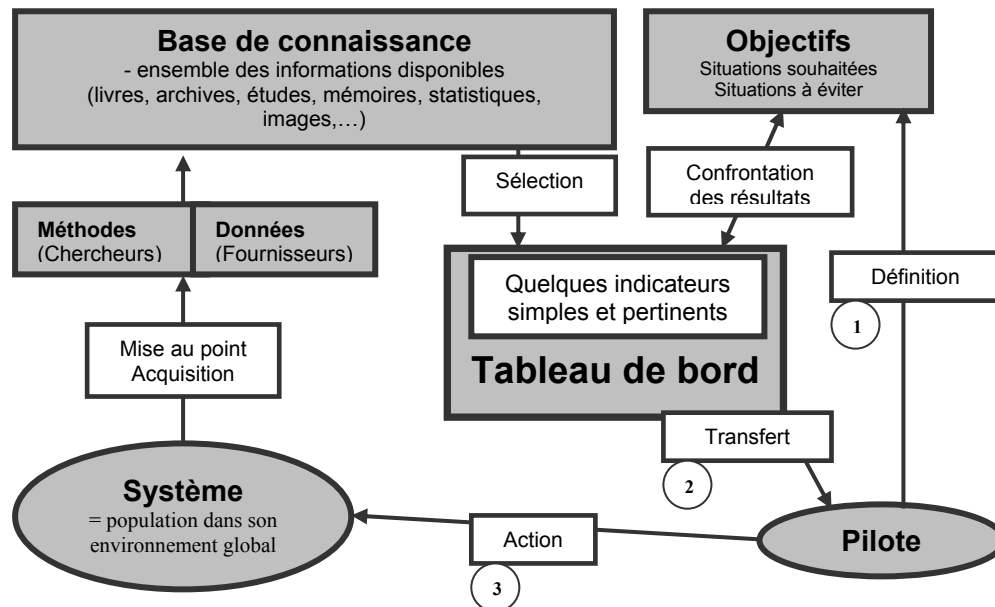 Base de connaissance
- ensemble des informations disponibles
(livres, archives, études, mémoires, statistiques,
images,…)
Objectifs
Situations souhaitées
Situations à éviter
Sélection
Confrontation
des résultats
Méthodes
(Chercheurs)
Données
(Fournisseurs)
Quelques indicateurs
simples et pertinents
Tableau de bord
Définition
1
Mise au point
Acquisition
Transfert
2
Système
= population dans son
environnement global
Action
3
Pilote